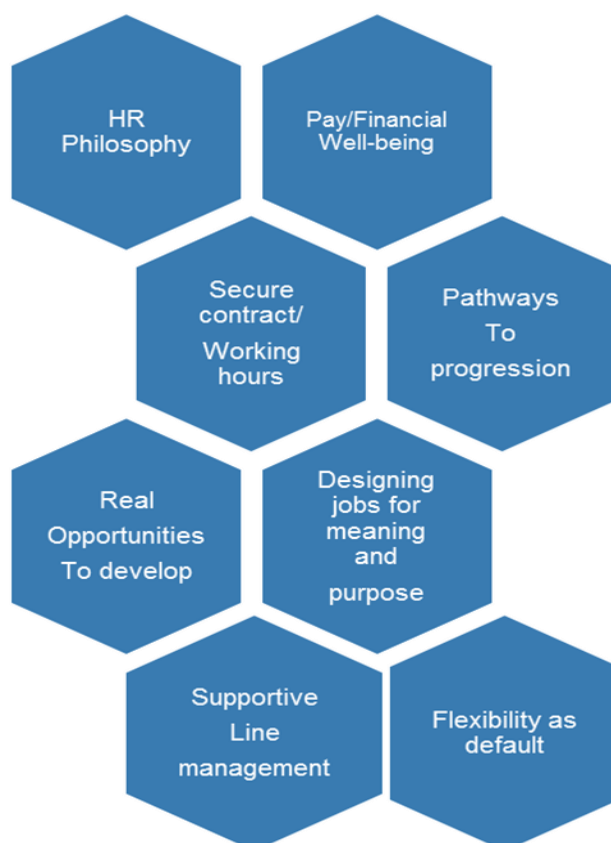 HR
Philosophy
Pay/Financial
Well-being
Secure
contract/
Working
hours
Pathways
To
progression
Real
Opportunities
To develop
Designing
jobs for
meaning
and
purpose
Supportive
Line
management
Flexibility as
default